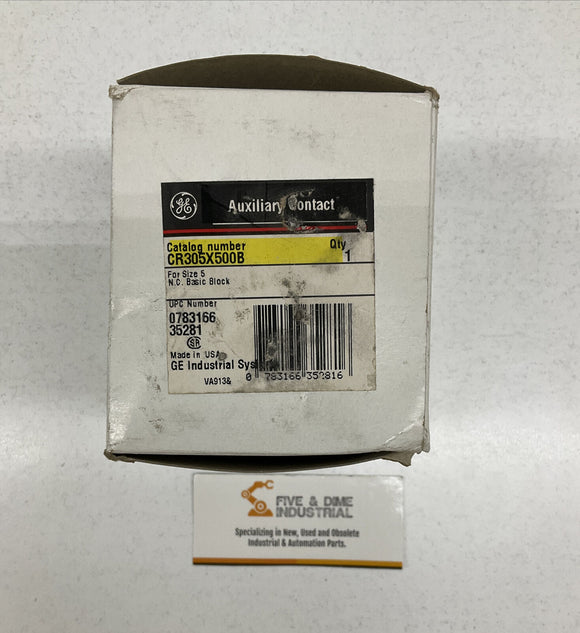 GE
Auxiliary Contact
Catalog number Qty
CR305X500B 1
For Size 5
N.C. Basic Block
UPC Number
0783166
35281
SR
Made in USA
GE Industrial Systems
VA913& 0 783166 352816
FIVE & DIME
INDUSTRIAL
Specializing in New, Used and Obsolete
Industrial & Automation Parts.